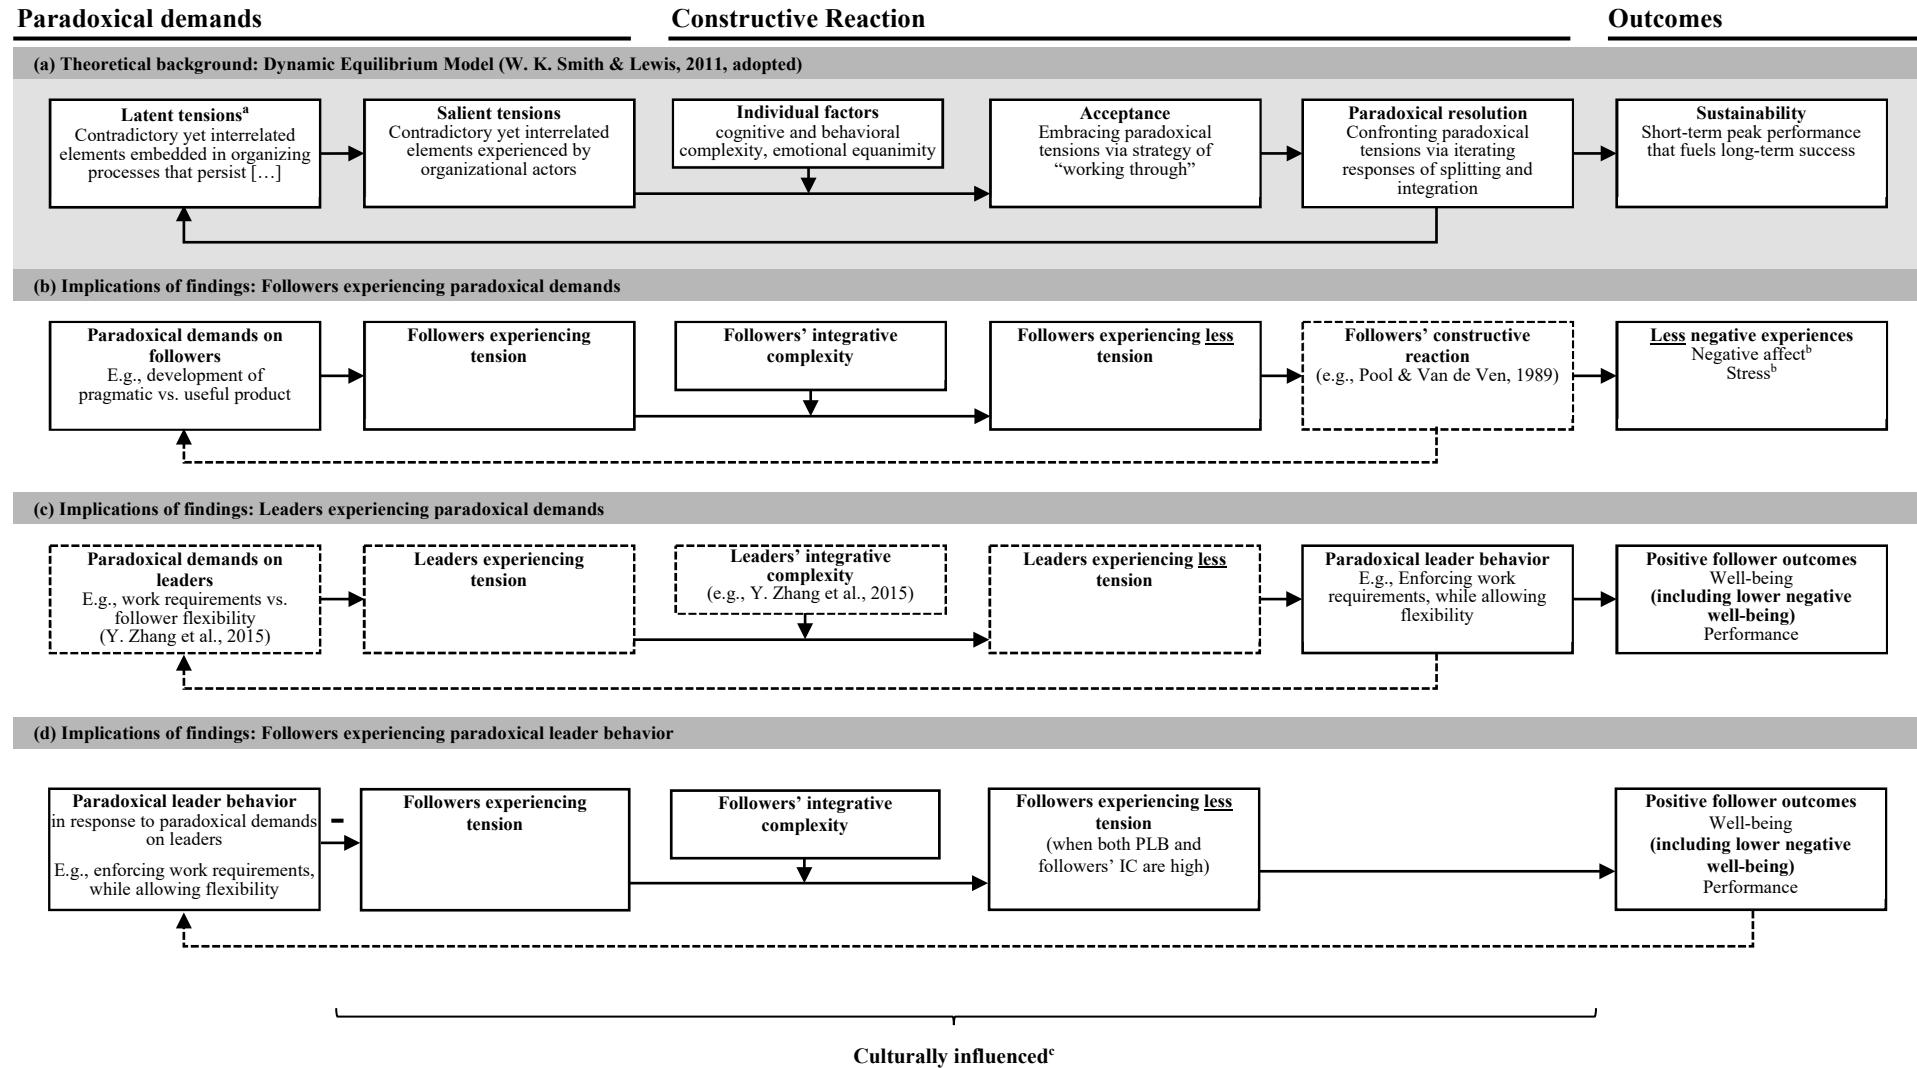 Paradoxical demands
Constructive Reaction
Outcomes
(a) Theoretical background: Dynamic Equilibrium Model (W. K. Smith & Lewis, 2011, adopted)
Latent tensionsᵃ
Contradictory yet interrelated
elements embedded in organizing
processes that persist […]
Salient tensions
Contradictory yet interrelated
elements experienced by
organizational actors
Individual factors
cognitive and behavioral
complexity, emotional equanimity
Acceptance
Embracing paradoxical
tensions via strategy of
“working through”
Paradoxical resolution
Confronting paradoxical
tensions via iterating
responses of splitting and
integration
Sustainability
Short-term peak performance
that fuels long-term success
(b) Implications of findings: Followers experiencing paradoxical demands
Paradoxical demands on
followers
E.g., development of
pragmatic vs. useful product
Followers experiencing
tension
Followers’ integrative
complexity
Followers experiencing less
tension
Followers’ constructive
reaction
(e.g., Pool & Van de Ven, 1989)
Less negative experiences
Negative affectᵇ
Stressᵇ
(c) Implications of findings: Leaders experiencing paradoxical demands
Paradoxical demands on
leaders
E.g., work requirements vs.
follower flexibility
(Y. Zhang et al., 2015)
Leaders experiencing
tension
Leaders’ integrative
complexity
(e.g., Y. Zhang et al., 2015)
Leaders experiencing less
tension
Paradoxical leader behavior
E.g., Enforcing work
requirements, while allowing
flexibility
Positive follower outcomes
Well-being
(including lower negative
well-being)
Performance
(d) Implications of findings: Followers experiencing paradoxical leader behavior
Paradoxical leader behavior
in response to paradoxical demands
on leaders
E.g., enforcing work requirements,
while allowing flexibility
-
Followers experiencing
tension
Followers’ integrative
complexity
Followers experiencing less
tension
(when both PLB and
followers’ IC are high)
Positive follower outcomes
Well-being
(including lower negative
well-being)
Performance
Culturally influencedᶜ